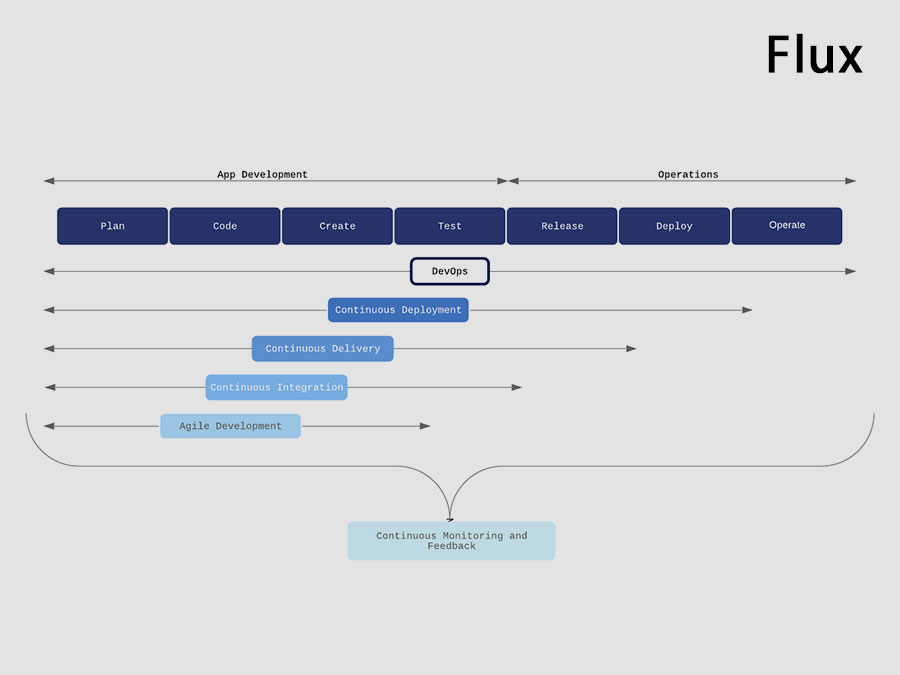 Flux
App Development
Operations
Plan
Code
Create
Test
Release
Deploy
Operate
DevOps
Continuous Deployment
Continuous Delivery
Continuous Integration
Agile Development
Continuous Monitoring and
Feedback